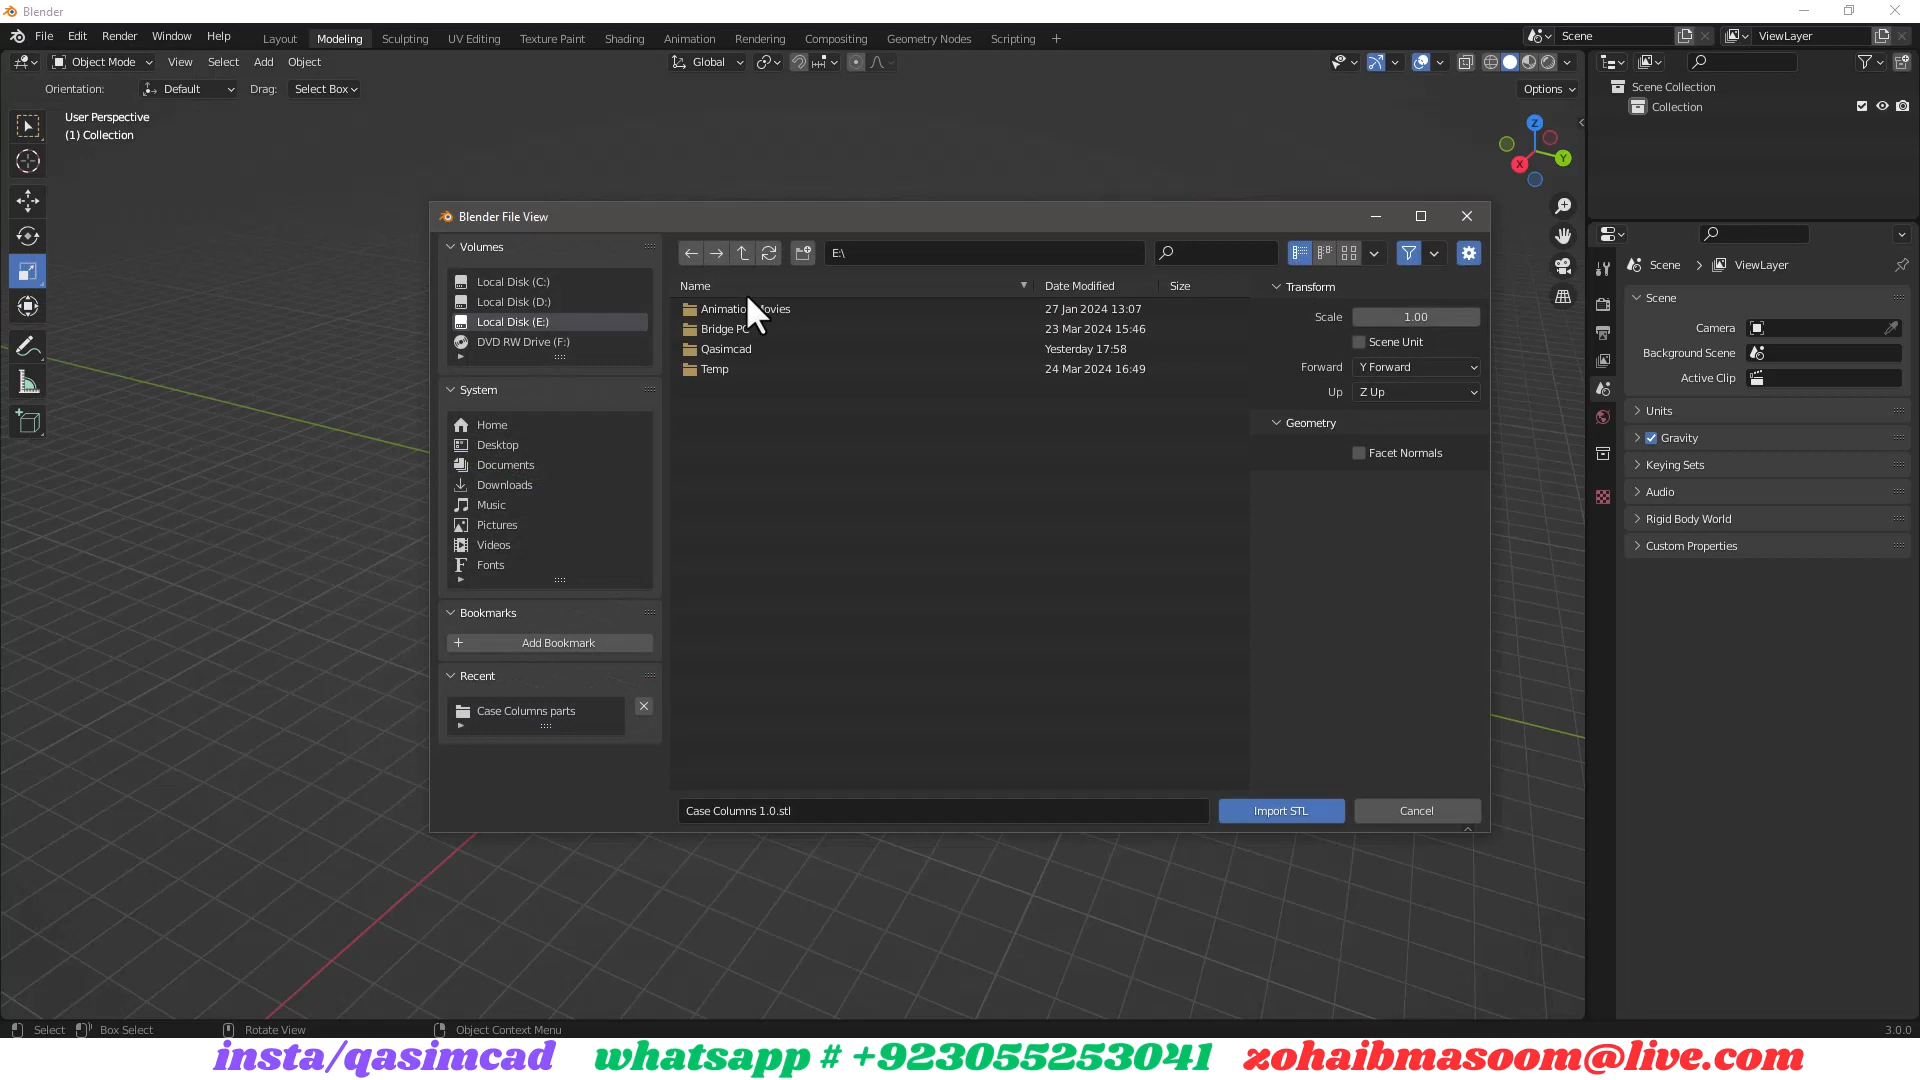 Blender
File Edit Render Window Help Layout Modeling Sculpting UV Editing Texture Paint Shading Animation Rendering Compositing Geometry Nodes Scripting + Scene ViewLayer
Object Mode View Select Add Object Global
Orientation: Default Drag: Select Box Options
User Perspective
(1) Collection
Z
Y
X
Scene Collection
Collection
Blender File View
Volumes
Local Disk (C:)
Local Disk (D:)
Local Disk (E:)
DVD RW Drive (F:)
System
Home
Desktop
Documents
Downloads
Music
Pictures
Videos
Fonts
Bookmarks
Add Bookmark
Recent
Case Columns parts
E:\
Name Date Modified Size
Animation Movies 27 Jan 2024 13:07
Bridge PC 23 Mar 2024 15:46
Qasimcad Yesterday 17:58
Temp 24 Mar 2024 16:49
Transform
Scale 1.00
Scene Unit
Forward Y Forward
Up Z Up
Geometry
Facet Normals
Case Columns 1.0.stl Import STL Cancel
Scene ViewLayer
Scene
Camera
Background Scene
Active Clip
Units
Gravity
Keying Sets
Audio
Rigid Body World
Custom Properties
Select Box Select Rotate View Object Context Menu 3.0.0
insta/qasimcad whatsapp # +923055253041 zohaibmasoom@live.com